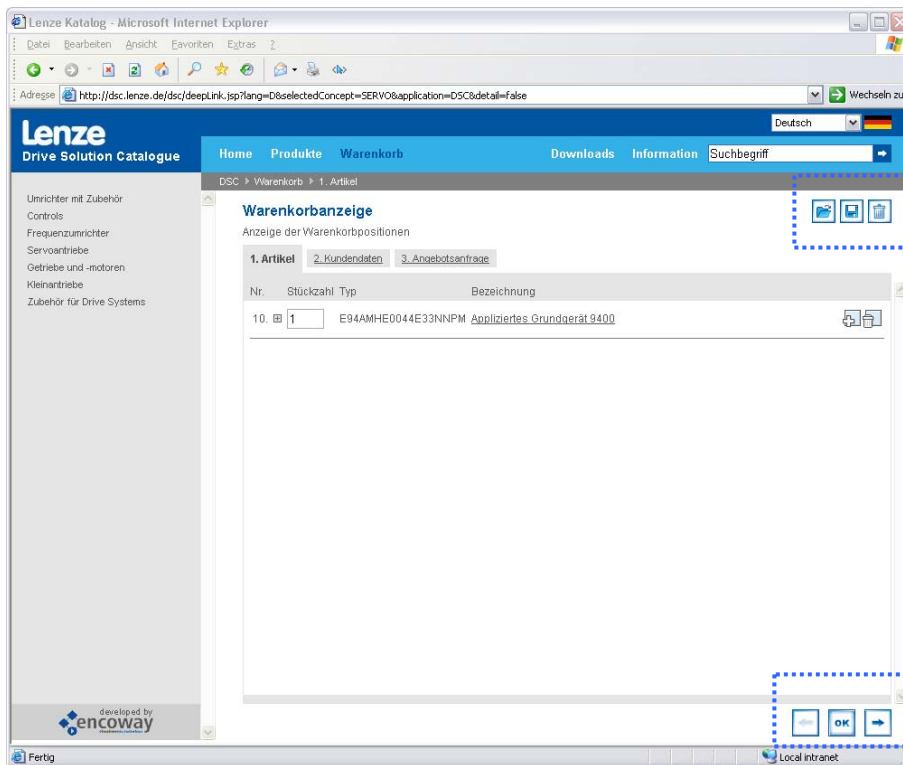 Lenze Katalog - Microsoft Internet Explorer
Datei Bearbeiten Ansicht Favoriten Extras ?
Adresse http://dsc.lenze.de/dsc/deepLink.jsp?lang=D&selectedConcept=SERVO&application=DSC&detail=false Wechseln zu
Lenze
Deutsch
Drive Solution Catalogue
Home Produkte Warenkorb Downloads Information Suchbegriff
DSC Warenkorb 1. Artikel
Umrichter mit Zubehör
Controls
Frequenzumrichter
Servoantriebe
Getriebe und -motoren
Kleinantriebe
Zubehör für Drive Systems
Warenkorbanzeige
Anzeige der Warenkorbpositionen
1. Artikel 2. Kundendaten 3. Angebotsanfrage
Nr. Stückzahl Typ Bezeichnung
10. 1 E94AMHE0044E33NNPM Appliziertes Grundgerät 9400
developed by
encoway
OK
Fertig Local intranet